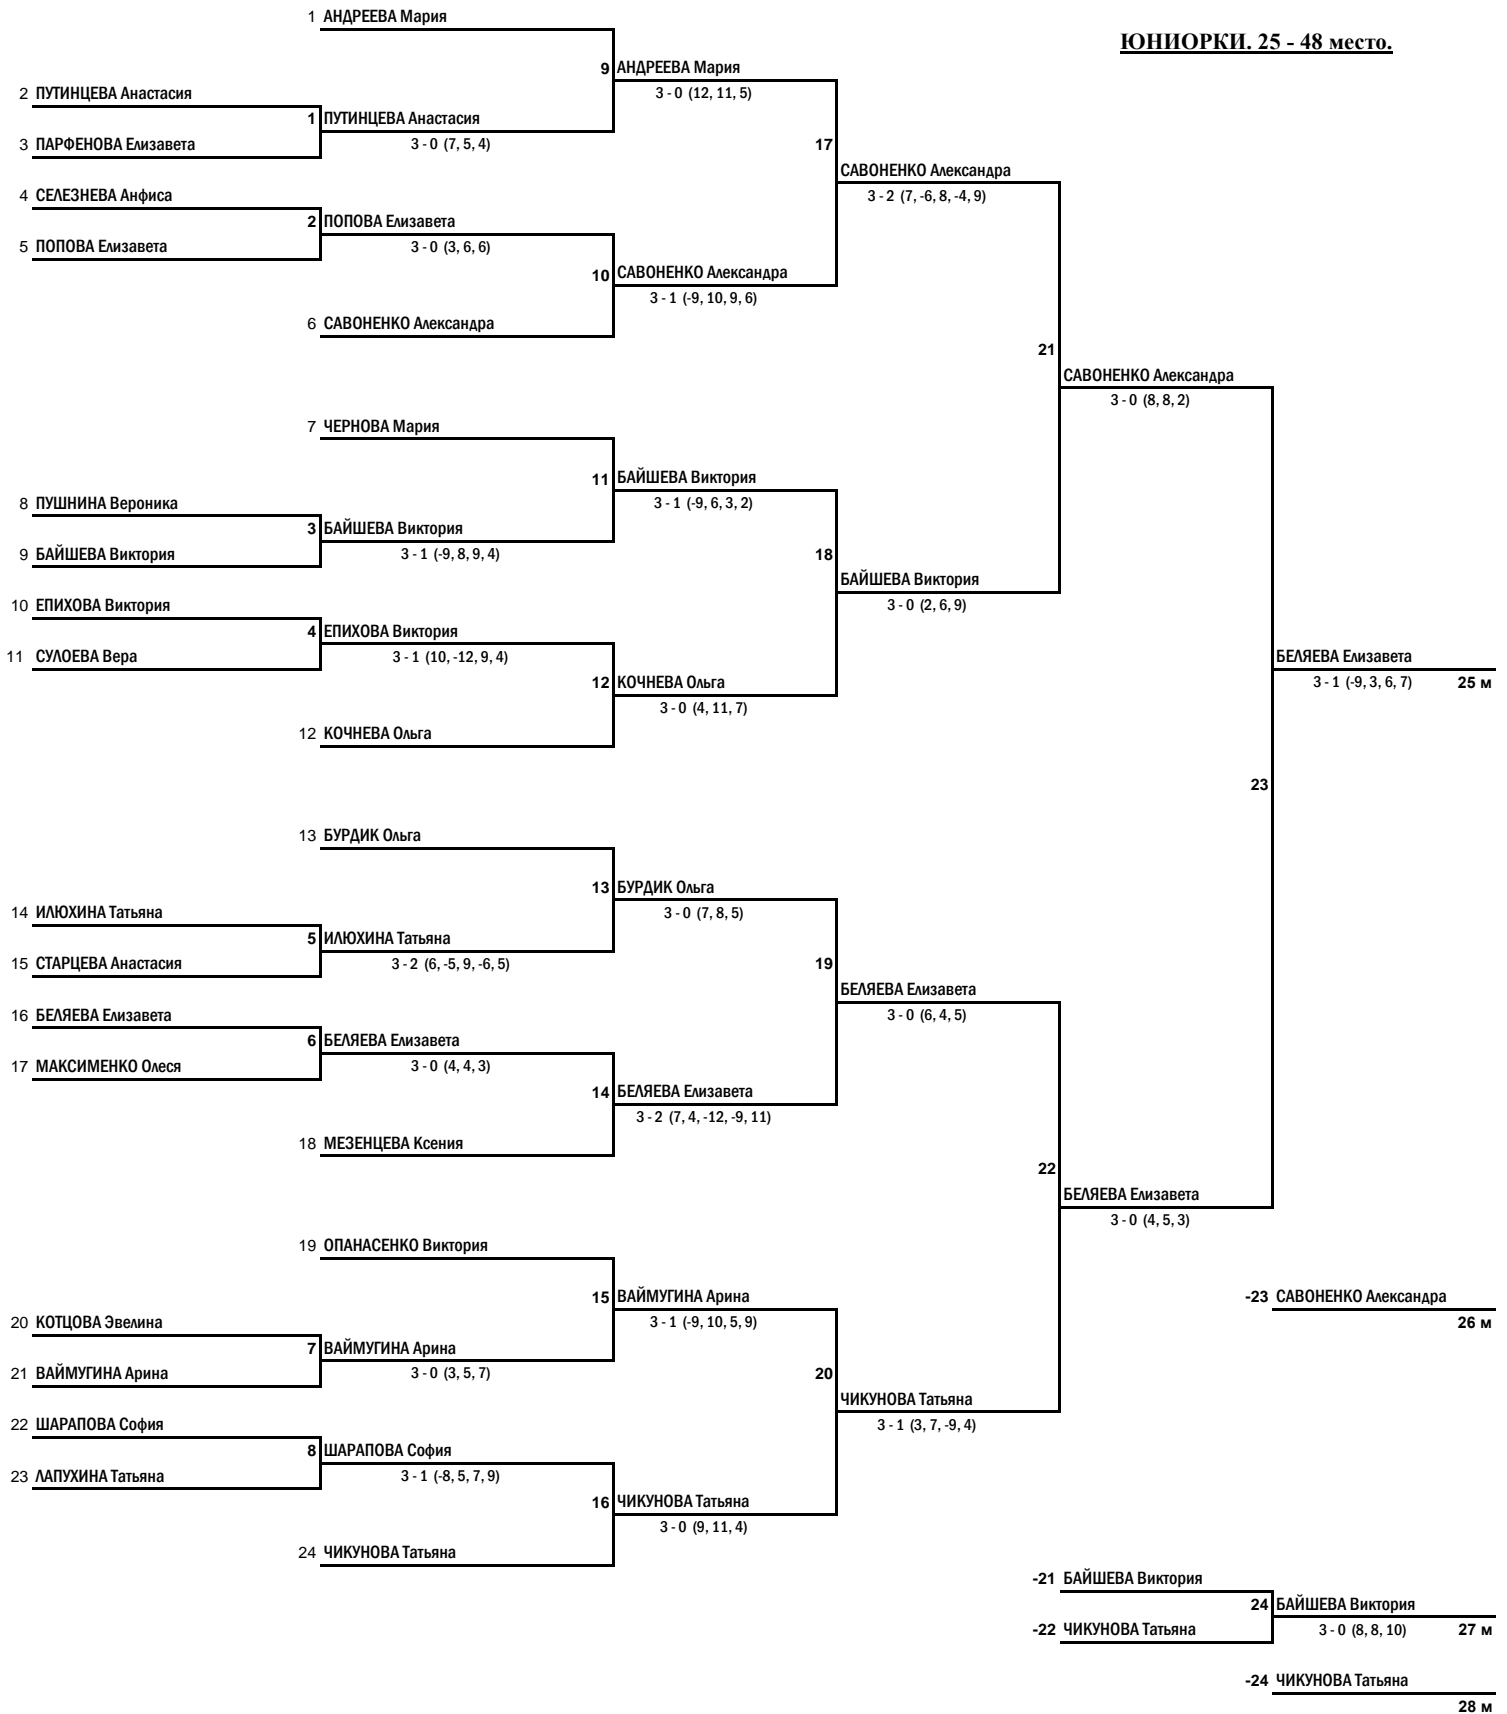 1 АНДРЕЕВА Мария
ЮНИОРКИ. 25 - 48 место.
9 АНДРЕЕВА Мария
3 - 0 (12, 11, 5)
2 ПУТИНЦЕВА Анастасия
1 ПУТИНЦЕВА Анастасия
3 - 0 (7, 5, 4)
3 ПАРФЕНОВА Елизавета
17
САВОНЕНКО Александра
3 - 2 (7, -6, 8, -4, 9)
4 СЕЛЕЗНЕВА Анфиса
2 ПОПОВА Елизавета
3 - 0 (3, 6, 6)
5 ПОПОВА Елизавета
10 САВОНЕНКО Александра
3 - 1 (-9, 10, 9, 6)
6 САВОНЕНКО Александра
21
САВОНЕНКО Александра
3 - 0 (8, 8, 2)
7 ЧЕРНОВА Мария
11 БАЙШЕВА Виктория
3 - 1 (-9, 6, 3, 2)
8 ПУШНИНА Вероника
3 БАЙШЕВА Виктория
3 - 1 (-9, 8, 9, 4)
9 БАЙШЕВА Виктория
18
БАЙШЕВА Виктория
3 - 0 (2, 6, 9)
10 ЕПИХОВА Виктория
4 ЕПИХОВА Виктория
3 - 1 (10, -12, 9, 4)
11 СУЛОЕВА Вера
БЕЛЯЕВА Елизавета
3 - 1 (-9, 3, 6, 7) 25 м
12 КОЧНЕВА Ольга
3 - 0 (4, 11, 7)
12 КОЧНЕВА Ольга
23
13 БУРДИК Ольга
13 БУРДИК Ольга
3 - 0 (7, 8, 5)
14 ИЛЮХИНА Татьяна
5 ИЛЮХИНА Татьяна
3 - 2 (6, -5, 9, -6, 5)
15 СТАРЦЕВА Анастасия
19
БЕЛЯЕВА Елизавета
3 - 0 (6, 4, 5)
16 БЕЛЯЕВА Елизавета
6 БЕЛЯЕВА Елизавета
3 - 0 (4, 4, 3)
17 МАКСИМЕНКО Олеся
14 БЕЛЯЕВА Елизавета
3 - 2 (7, 4, -12, -9, 11)
18 МЕЗЕНЦЕВА Ксения
22
БЕЛЯЕВА Елизавета
3 - 0 (4, 5, 3)
19 ОПАНАСЕНКО Виктория
15 ВАЙМУГИНА Арина
3 - 1 (-9, 10, 5, 9)
-23 САВОНЕНКО Александра
26 м
20 КОТЦОВА Эвелина
7 ВАЙМУГИНА Арина
3 - 0 (3, 5, 7)
21 ВАЙМУГИНА Арина
20
ЧИКУНОВА Татьяна
3 - 1 (3, 7, -9, 4)
22 ШАРАПОВА София
8 ШАРАПОВА София
3 - 1 (-8, 5, 7, 9)
23 ЛАПУХИНА Татьяна
16 ЧИКУНОВА Татьяна
3 - 0 (9, 11, 4)
24 ЧИКУНОВА Татьяна
-21 БАЙШЕВА Виктория
24 БАЙШЕВА Виктория
3 - 0 (8, 8, 10) 27 м
-22 ЧИКУНОВА Татьяна
-24 ЧИКУНОВА Татьяна
28 м